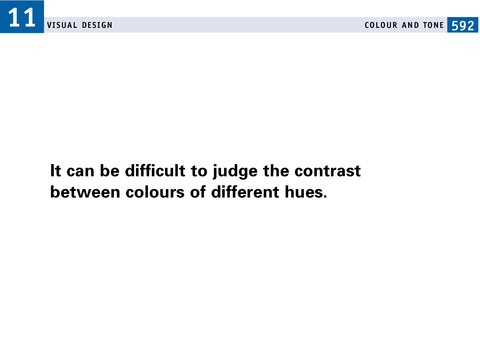 11
VISUAL DESIGN
COLOUR AND TONE
592
It can be difficult to judge the contrast
between colours of different hues.